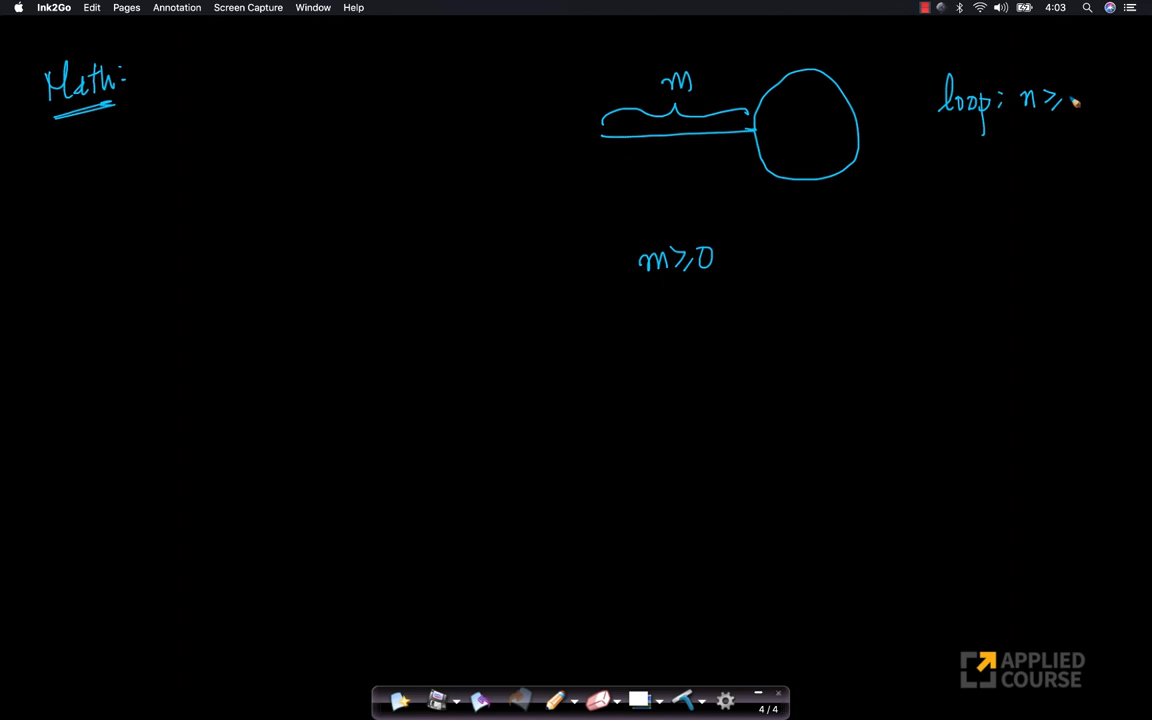 Ink2Go Edit Pages Annotation Screen Capture Window Help 4:03
Math:
m
loop: n ≥
m ≥ 0
APPLIED
COURSE
4 / 4